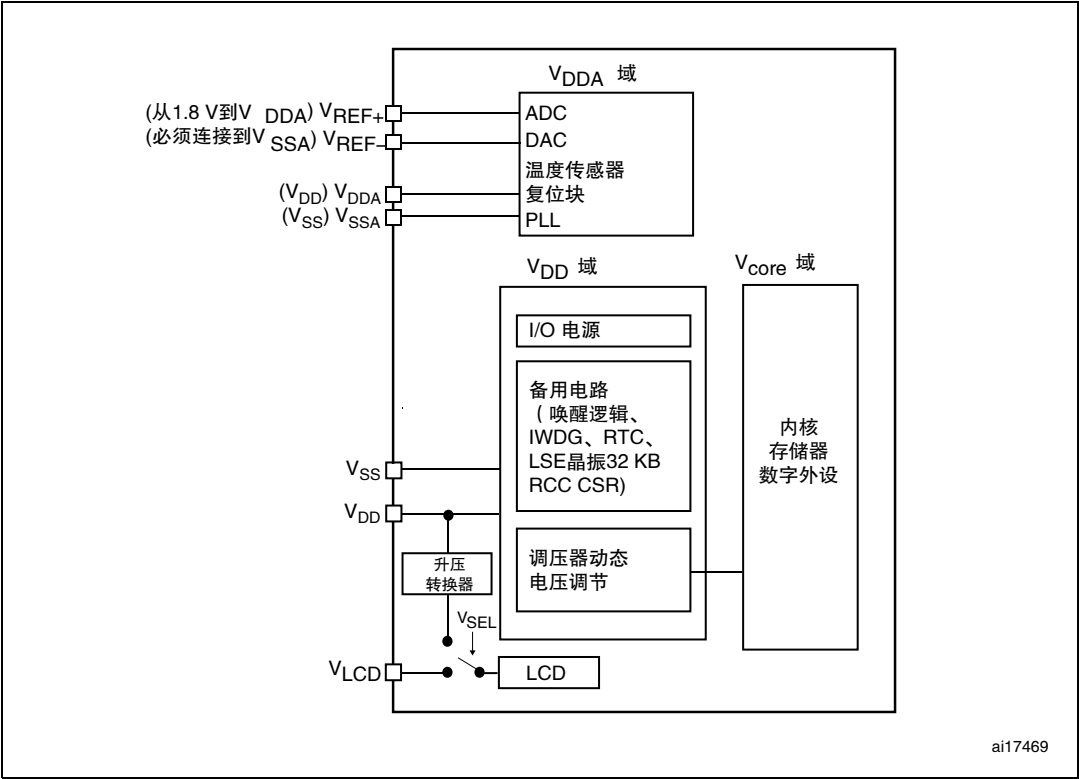 VDDA 域
(从1.8 V到V DDA) VREF+
(必须连接到V SSA) VREF–
(VDD) VDDA
(VSS) VSSA
ADC
DAC
温度传感器
复位块
PLL
VDD 域
Vcore 域
I/O 电源
备用电路
（唤醒逻辑、
IWDG、RTC、
LSE晶振32 KB
RCC CSR)
内核
存储器
数字外设
VSS
VDD
调压器动态
电压调节
升压
转换器
VSEL
VLCD
LCD
ai17469